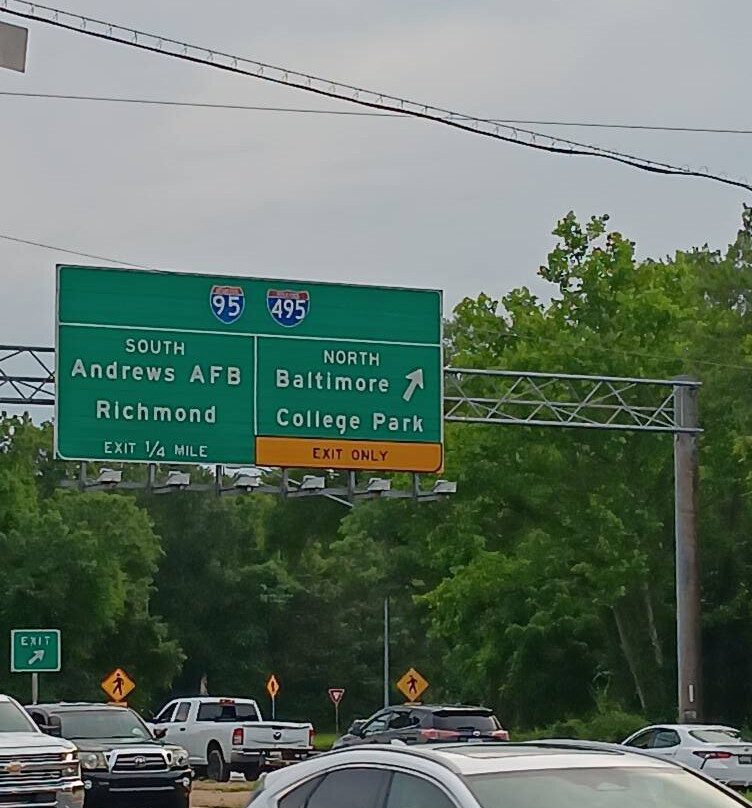 95 495
SOUTH
Andrews AFB
Richmond
EXIT 1/4 MILE
NORTH
Baltimore
College Park
EXIT ONLY
EXIT